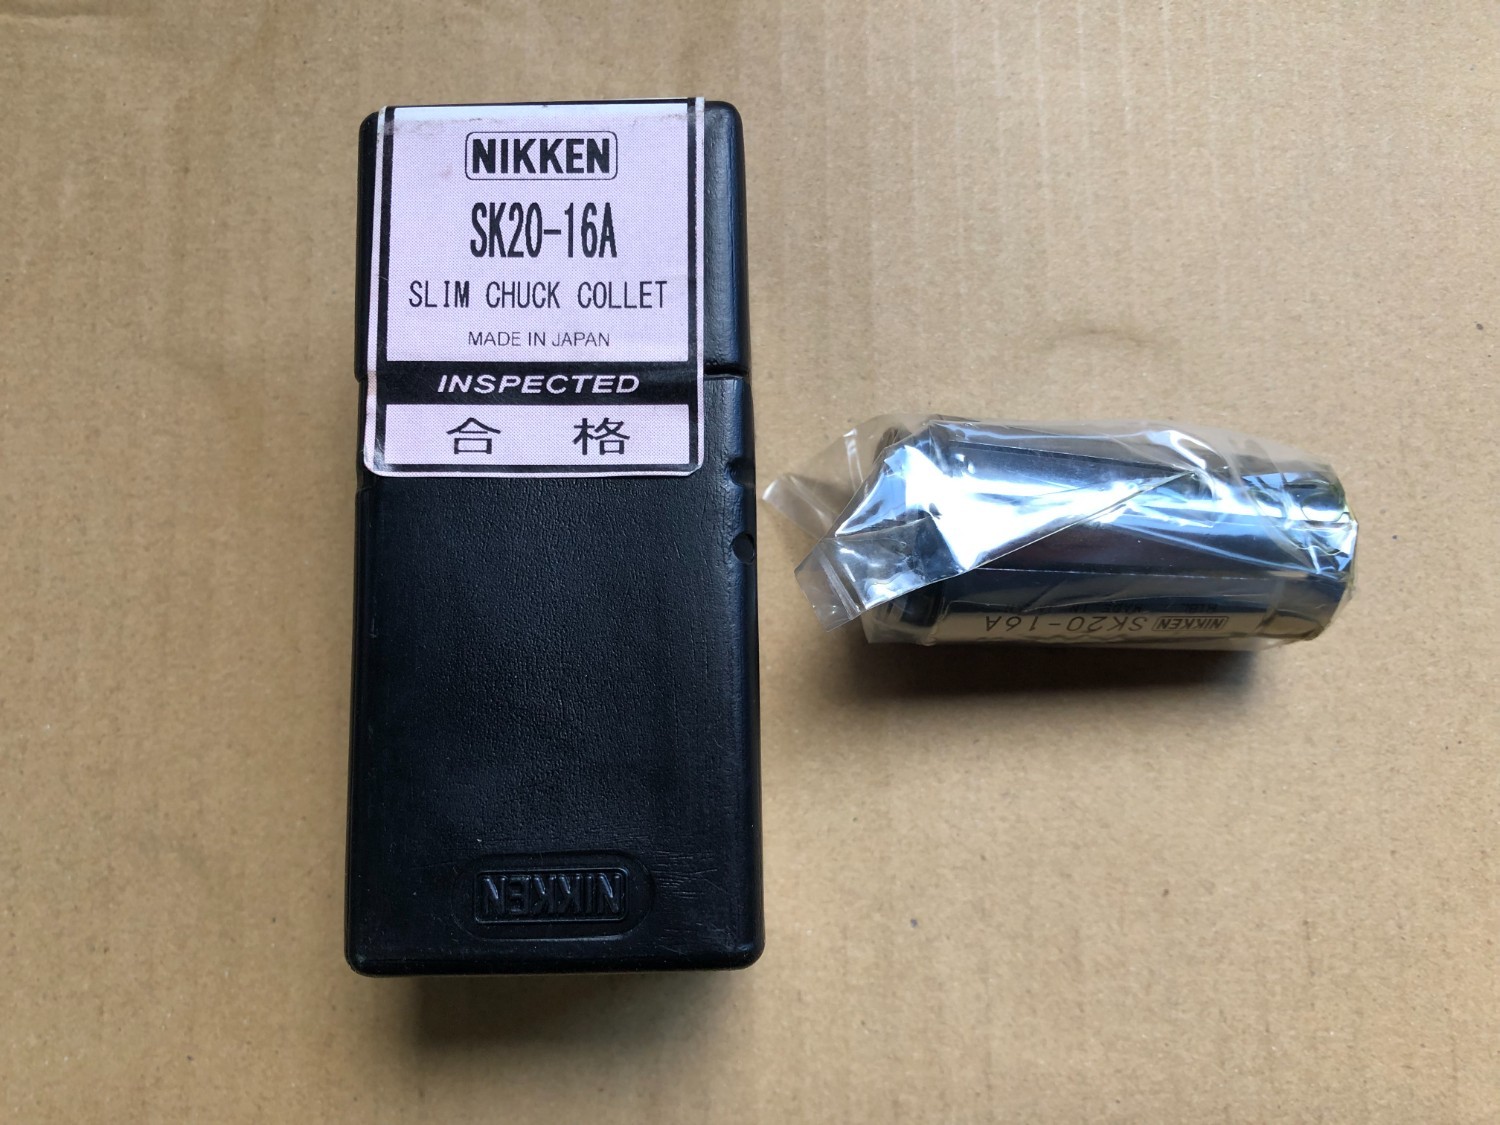 NIKKEN
SK20-16A
SLIM CHUCK COLLET
MADE IN JAPAN
INSPECTED
合格
NIKKEN
NIKKEN SK20-16A